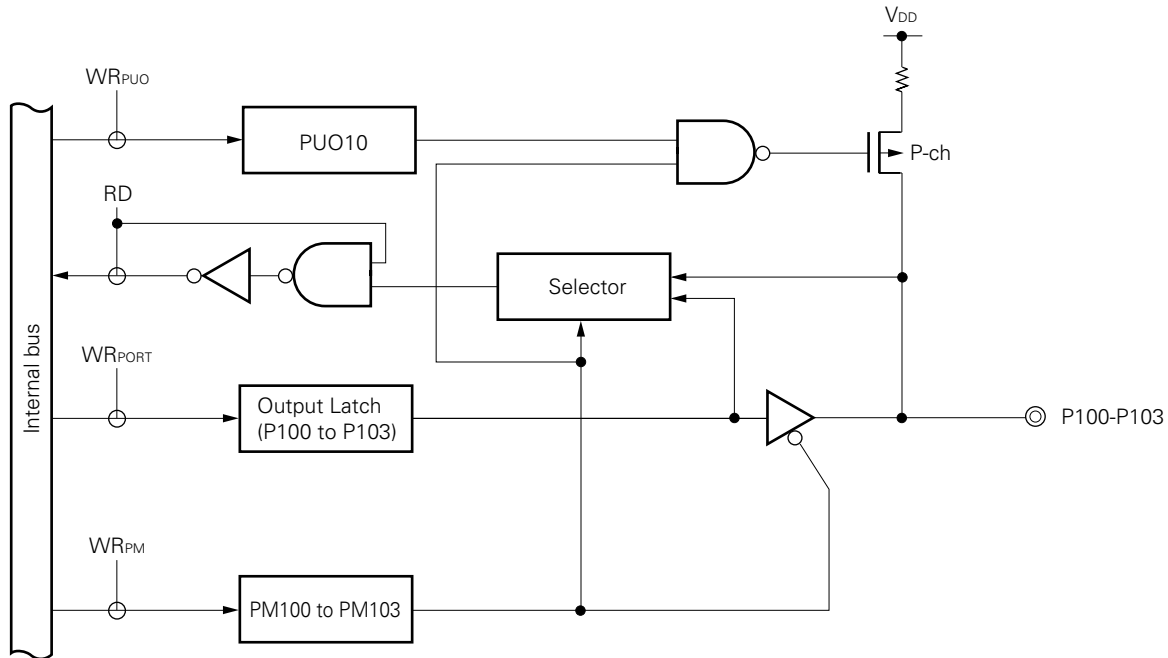 VDD
WRPUO
PUO10
P-ch
RD
Selector
Internal bus
WRPORT
Output Latch
(P100 to P103)
P100-P103
WRPM
PM100 to PM103